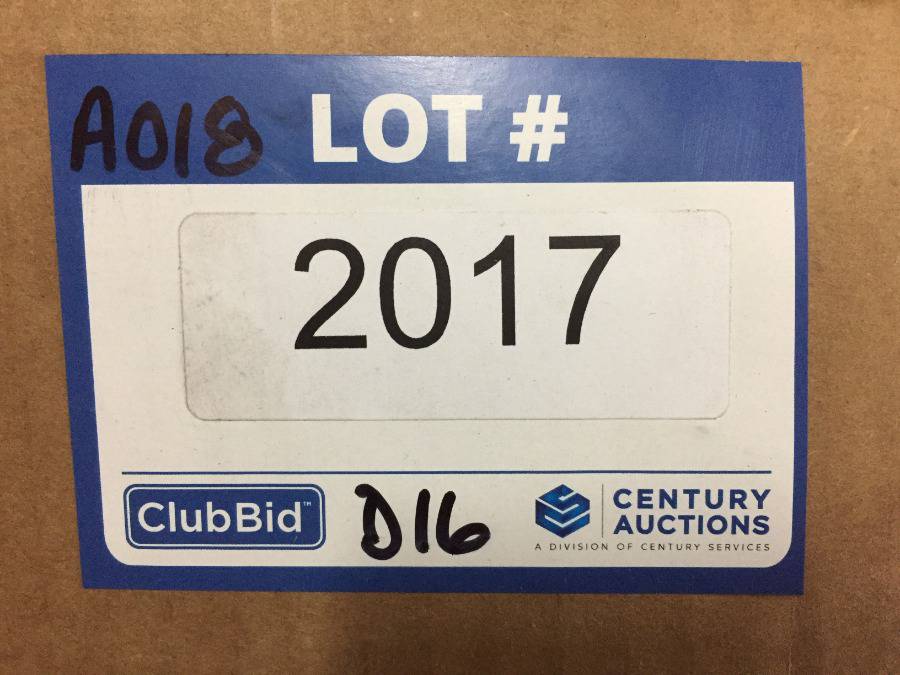 A018 LOT #
2017
ClubBid™ D16 CENTURY
AUCTIONS
A DIVISION OF CENTURY SERVICES